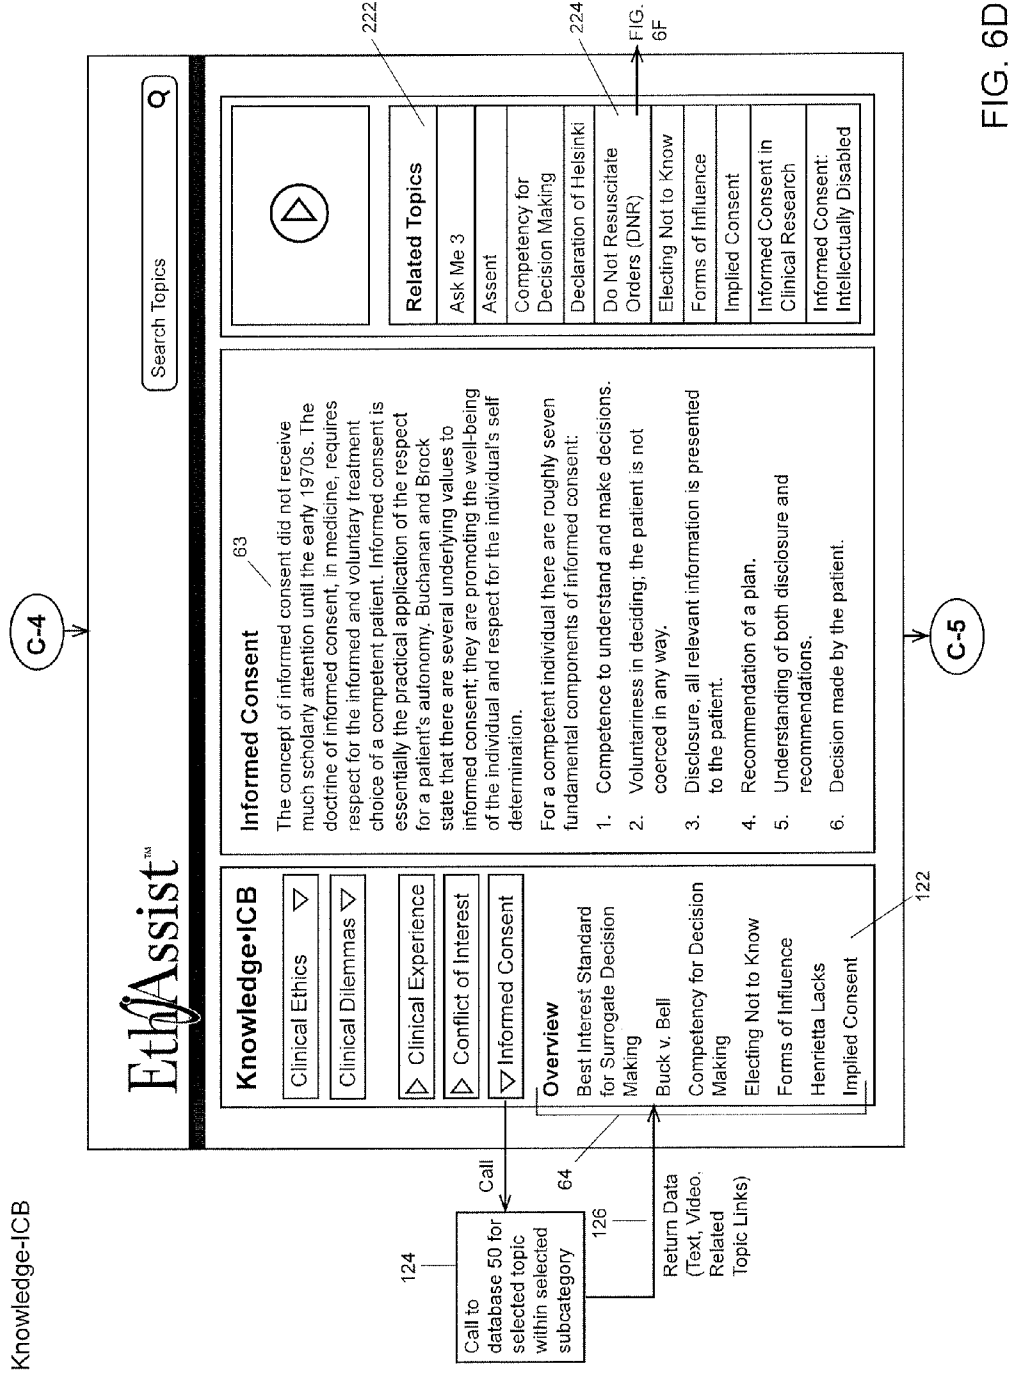 Knowledge-ICB
C-4
EthiAssist™
Search Topics
Knowledge•ICB
Clinical Ethics
Clinical Dilemmas
Clinical Experience
Conflict of Interest
Informed Consent
Overview
Best Interest Standard
for Surrogate Decision
Making
Buck v. Bell
Competency for Decision
Making
Electing Not to Know
Forms of Influence
Henrietta Lacks
Implied Consent
122
64
Call
124
Call to
database 50 for
selected topic
within selected
subcategory
126
Return Data
(Text, Video,
Related
Topic Links)
Informed Consent
63
The concept of informed consent did not receive
much scholarly attention until the early 1970s. The
doctrine of informed consent, in medicine, requires
respect for the informed and voluntary treatment
choice of a competent patient. Informed consent is
essentially the practical application of the respect
for a patient's autonomy. Buchanan and Brock
state that there are several underlying values to
informed consent; they are promoting the well-being
of the individual and respect for the individual's self
determination.
For a competent individual there are roughly seven
fundamental components of informed consent:
1. Competence to understand and make decisions.
2. Voluntariness in deciding; the patient is not
coerced in any way.
3. Disclosure, all relevant information is presented
to the patient.
4. Recommendation of a plan.
5. Understanding of both disclosure and
recommendations.
6. Decision made by the patient.
Related Topics
222
Ask Me 3
Assent
Competency for
Decision Making
Declaration of Helsinki
Do Not Resuscitate
Orders (DNR)
224
FIG.
6F
Electing Not to Know
Forms of Influence
Implied Consent
Informed Consent in
Clinical Research
Informed Consent:
Intellectually Disabled
C-5
FIG. 6D